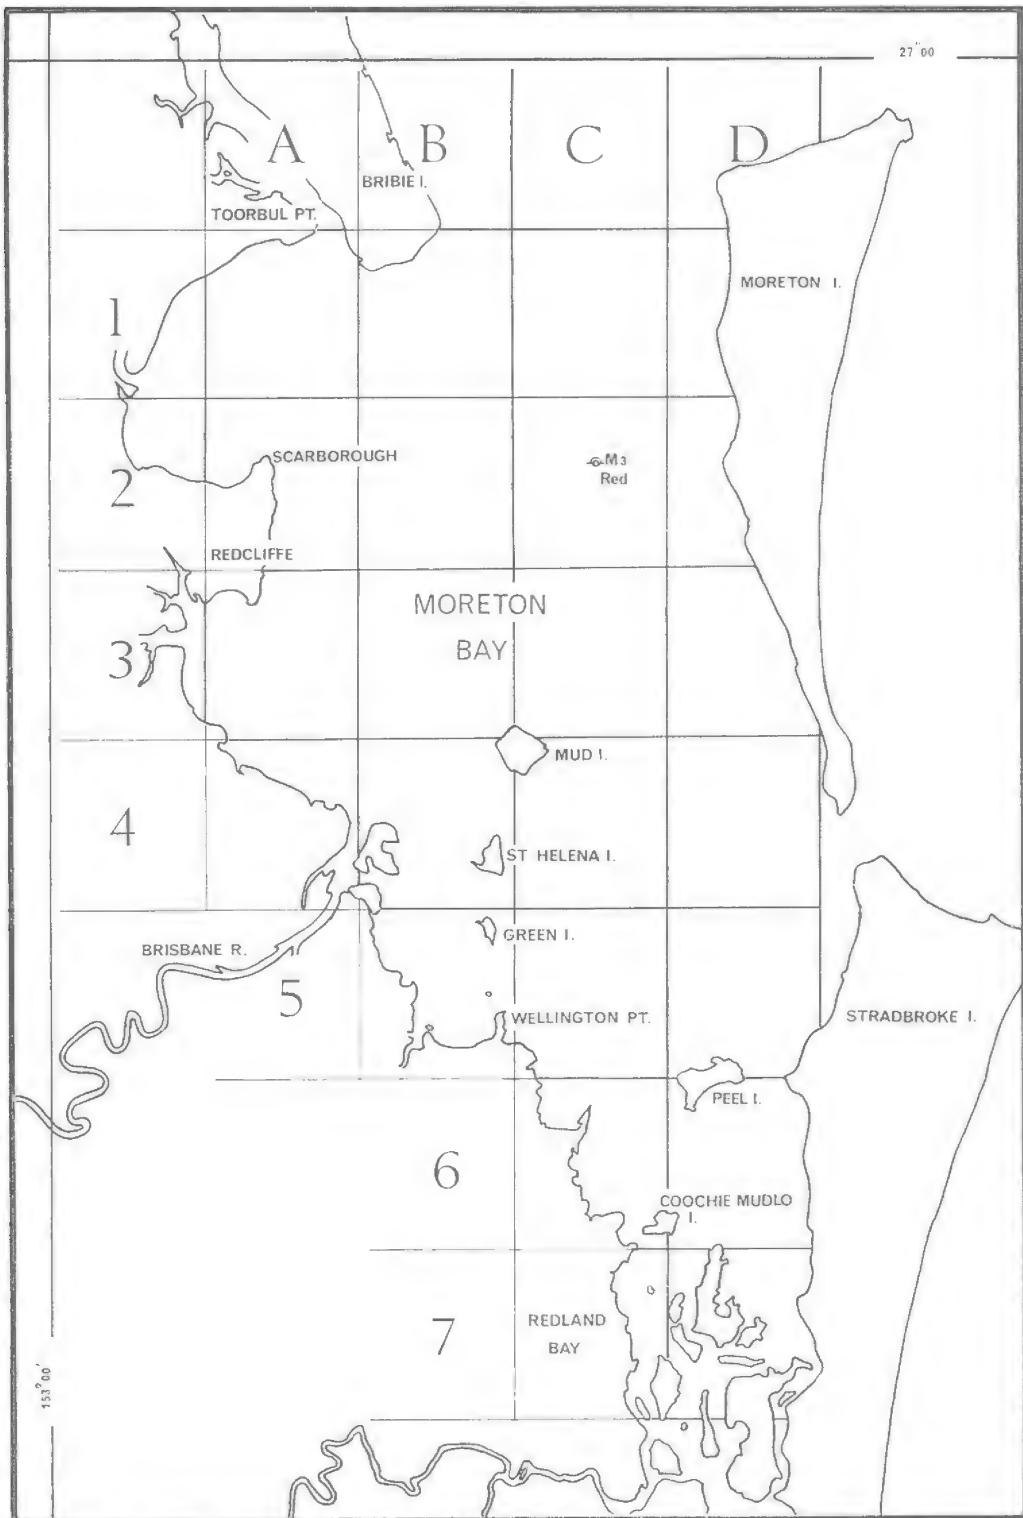 27°00
A B C D
BRIBIE I.
TOORBUL PT.
MORETON I.
1
SCARBOROUGH
M3
Red
2
REDCLIFFE
MORETON
BAY
3
MUD I.
4
ST HELENA I.
GREEN I.
BRISBANE R.
5
WELLINGTON PT.
STRADBROKE I.
PEEL I.
6
COOCHIE MUDLO
I.
7
REDLAND
BAY
153°00'